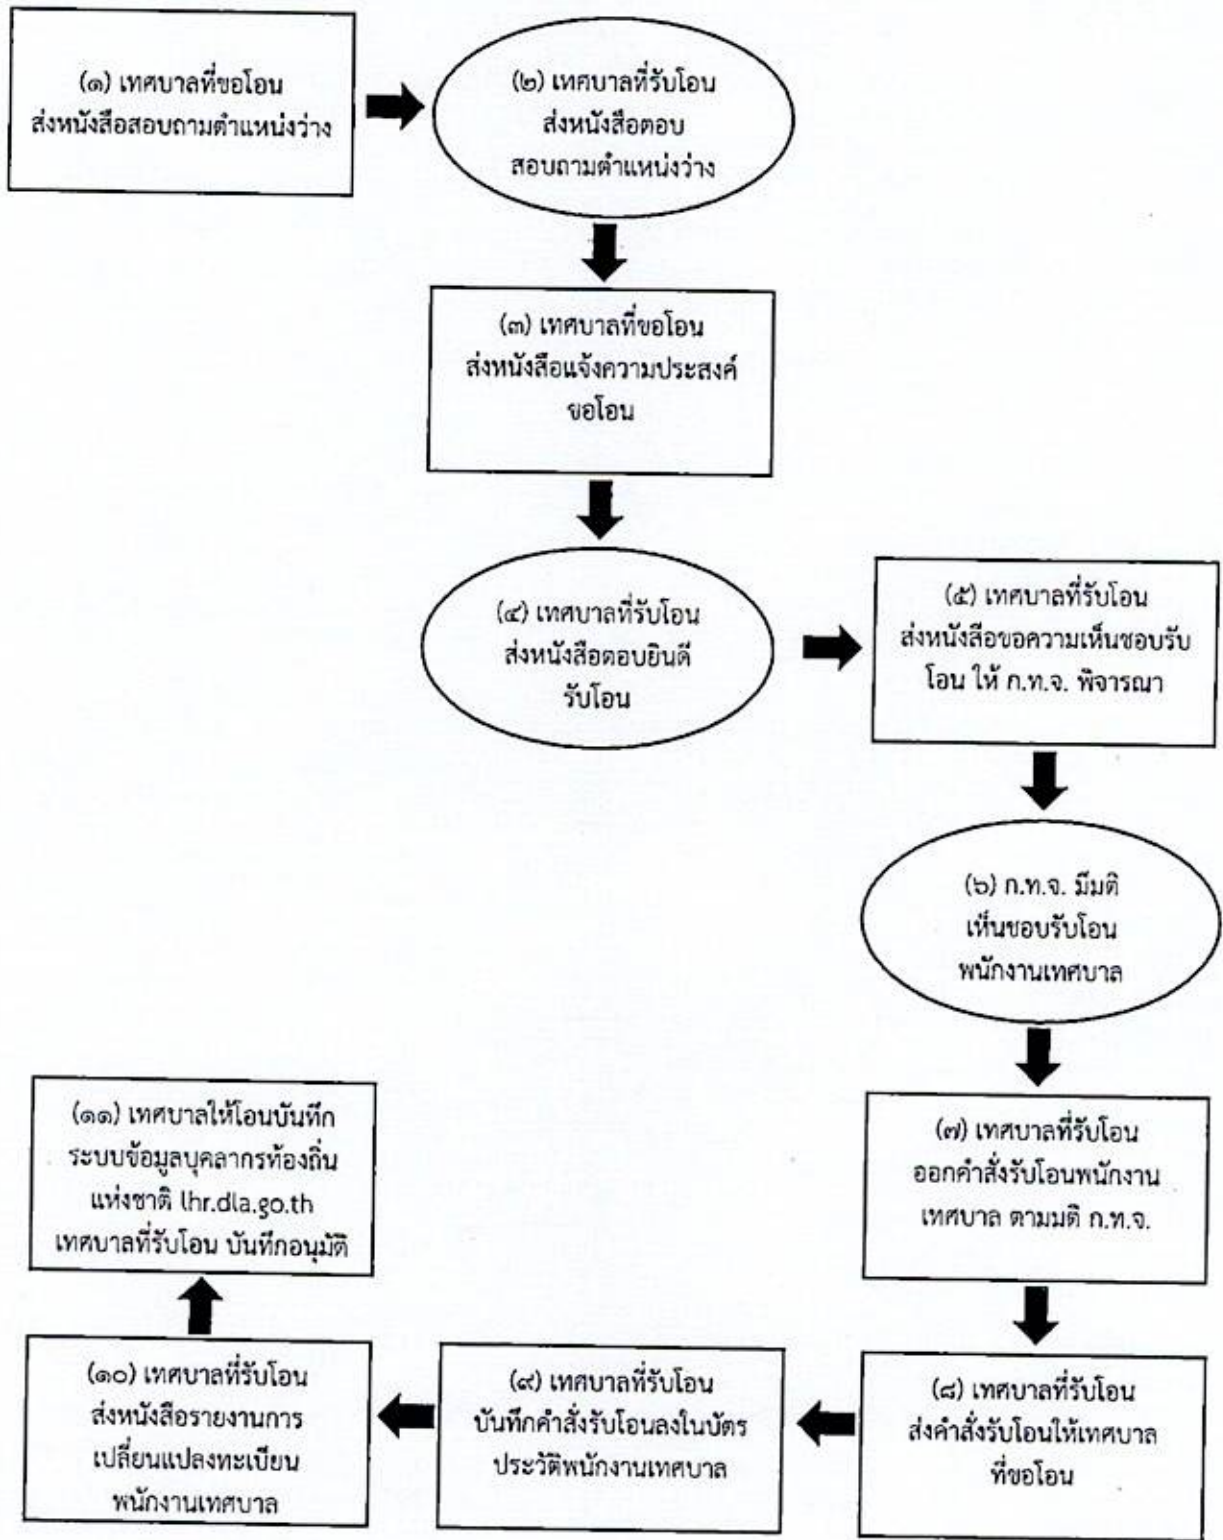 (๑) เทศบาลที่ขอโอน
ส่งหนังสือสอบถามตำแหน่งว่าง
(๒) เทศบาลที่รับโอน
ส่งหนังสือตอบ
สอบถามตำแหน่งว่าง
(๓) เทศบาลที่ขอโอน
ส่งหนังสือแจ้งความประสงค์
ขอโอน
(๔) เทศบาลที่รับโอน
ส่งหนังสือตอบยินดี
รับโอน
(๕) เทศบาลที่รับโอน
ส่งหนังสือขอความเห็นชอบรับ
โอน ให้ ก.ท.จ. พิจารณา
(๖) ก.ท.จ. มีมติ
เห็นชอบรับโอน
พนักงานเทศบาล
(๗) เทศบาลที่รับโอน
ออกคำสั่งรับโอนพนักงาน
เทศบาล ตามมติ ก.ท.จ.
(๘) เทศบาลที่รับโอน
ส่งคำสั่งรับโอนให้เทศบาล
ที่ขอโอน
(๙) เทศบาลที่รับโอน
บันทึกคำสั่งรับโอนลงในบัตร
ประวัติพนักงานเทศบาล
(๑๐) เทศบาลที่รับโอน
ส่งหนังสือรายงานการ
เปลี่ยนแปลงทะเบียน
พนักงานเทศบาล
(๑๑) เทศบาลให้โอนบันทึก
ระบบข้อมูลบุคลากรท้องถิ่น
แห่งชาติ lhr.dla.go.th
เทศบาลที่รับโอน บันทึกอนุมัติ